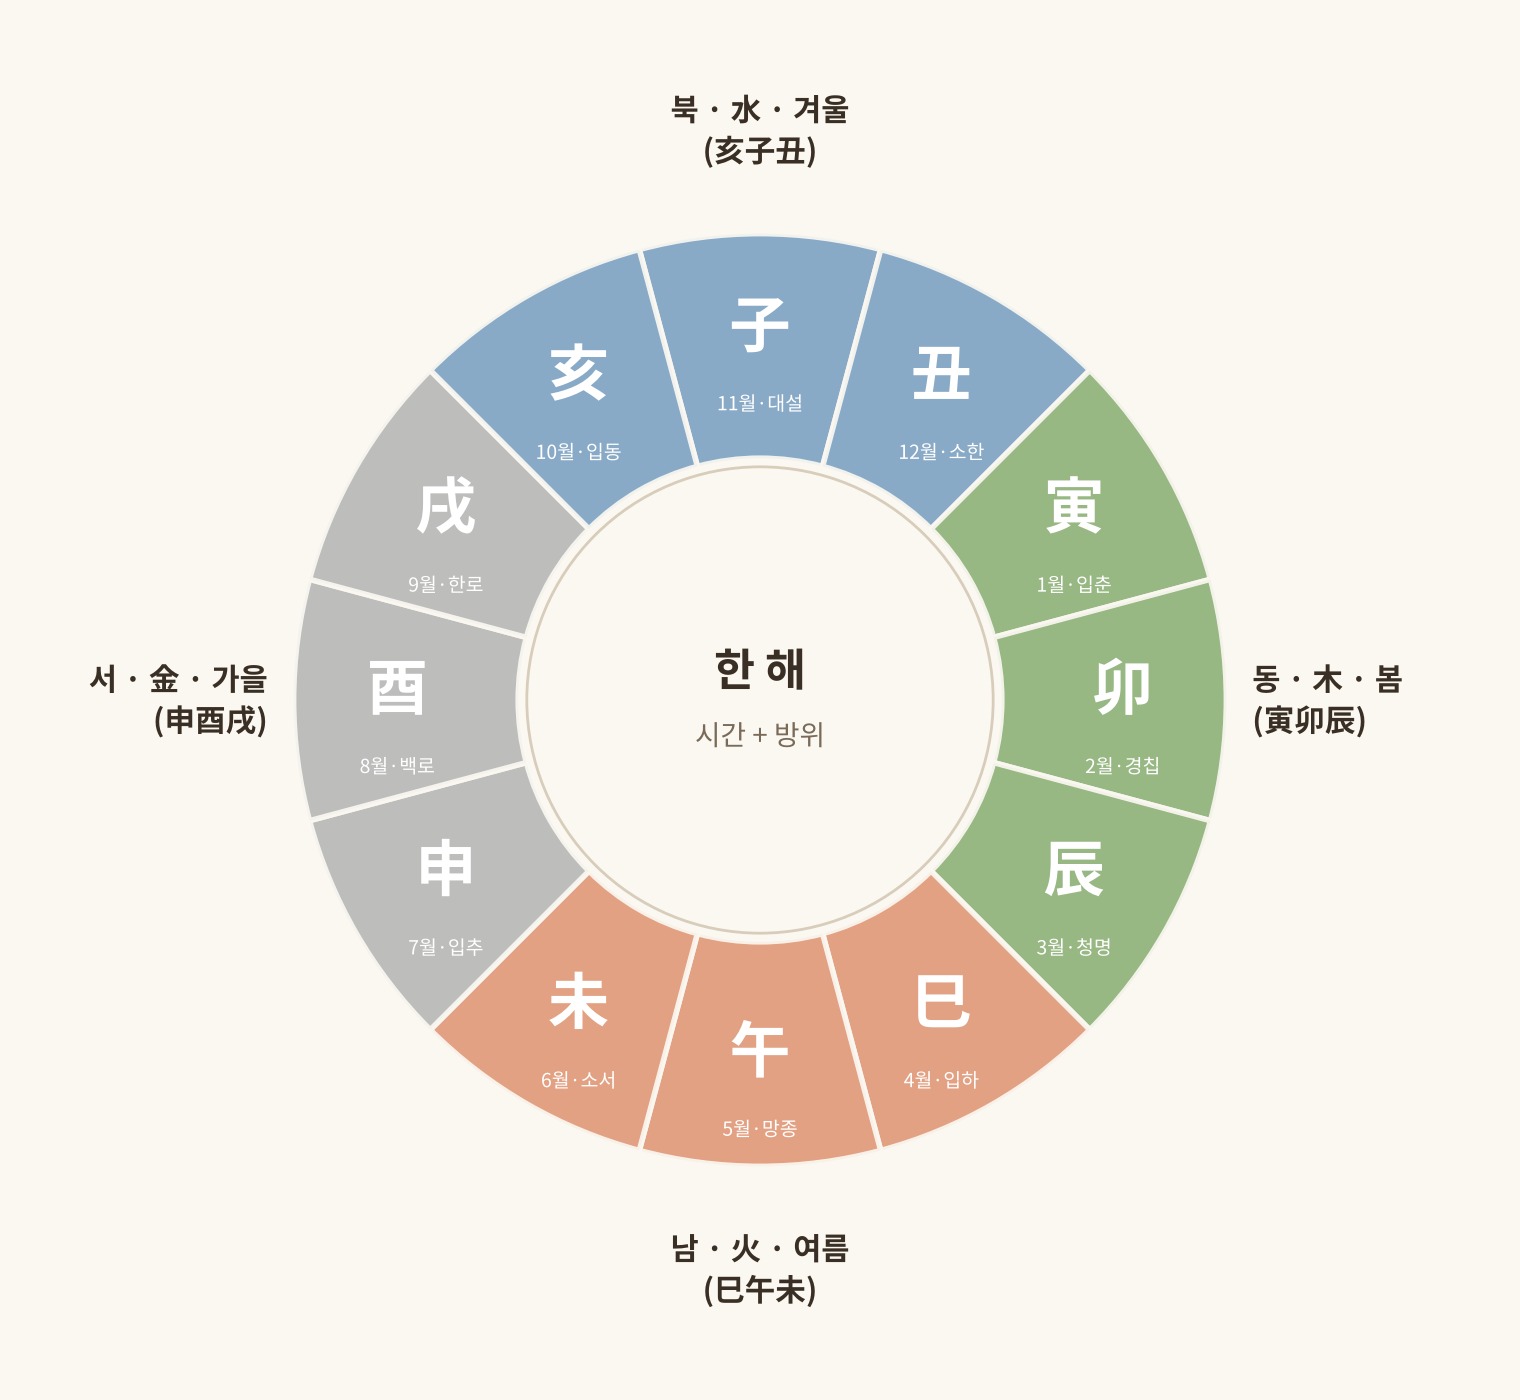 북 · 水 · 겨울
(亥子丑)
子
11월·대설
丑
12월·소한
寅
1월·입춘
卯
2월·경칩
辰
3월·청명
巳
4월·입하
午
5월·망종
未
6월·소서
申
7월·입추
酉
8월·백로
戌
9월·한로
亥
10월·입동
한 해
시간 + 방위
동 · 木 · 봄
(寅卯辰)
서 · 金 · 가을
(申酉戌)
남 · 火 · 여름
(巳午未)